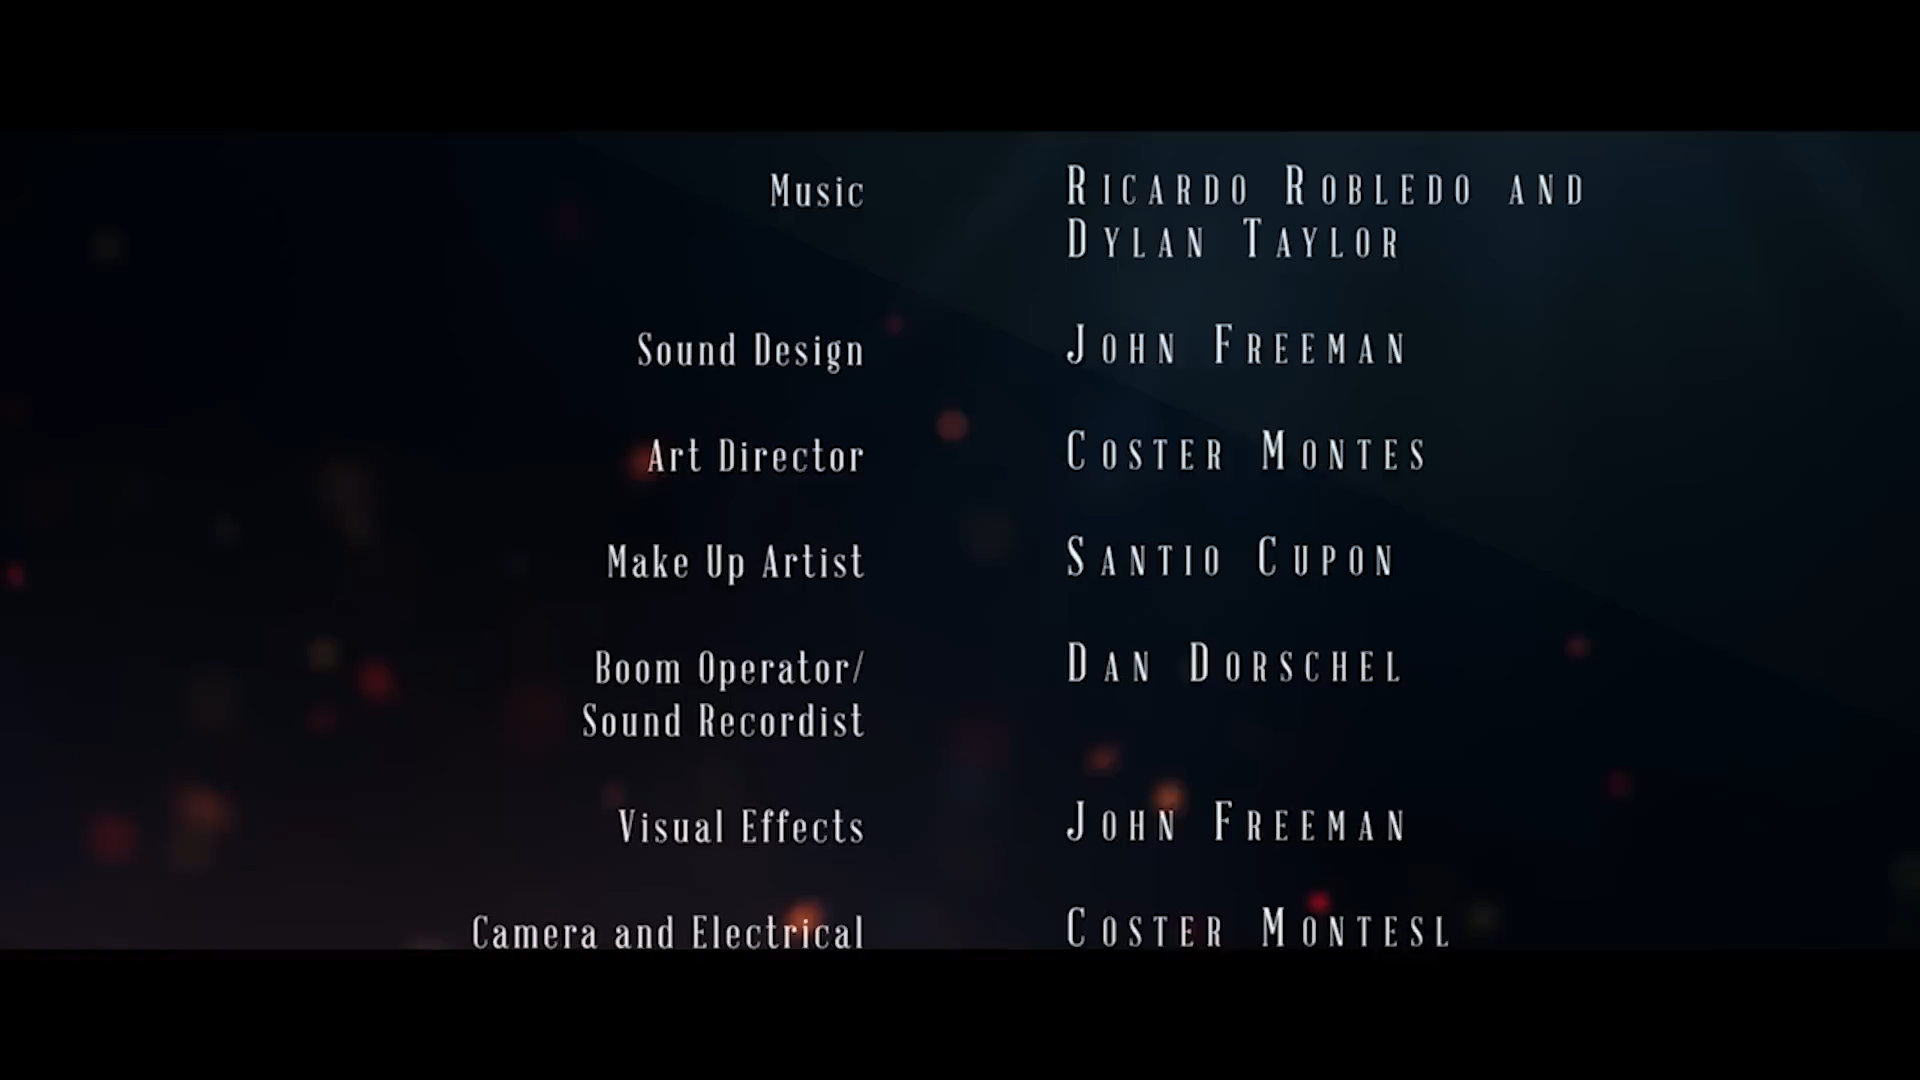 Music Ricardo Robledo and
Dylan Taylor
Sound Design John Freeman
Art Director Coster Montes
Make Up Artist Santio Cupon
Boom Operator/ Dan Dorschel
Sound Recordist
Visual Effects John Freeman
Camera and Electrical Coster Montesl